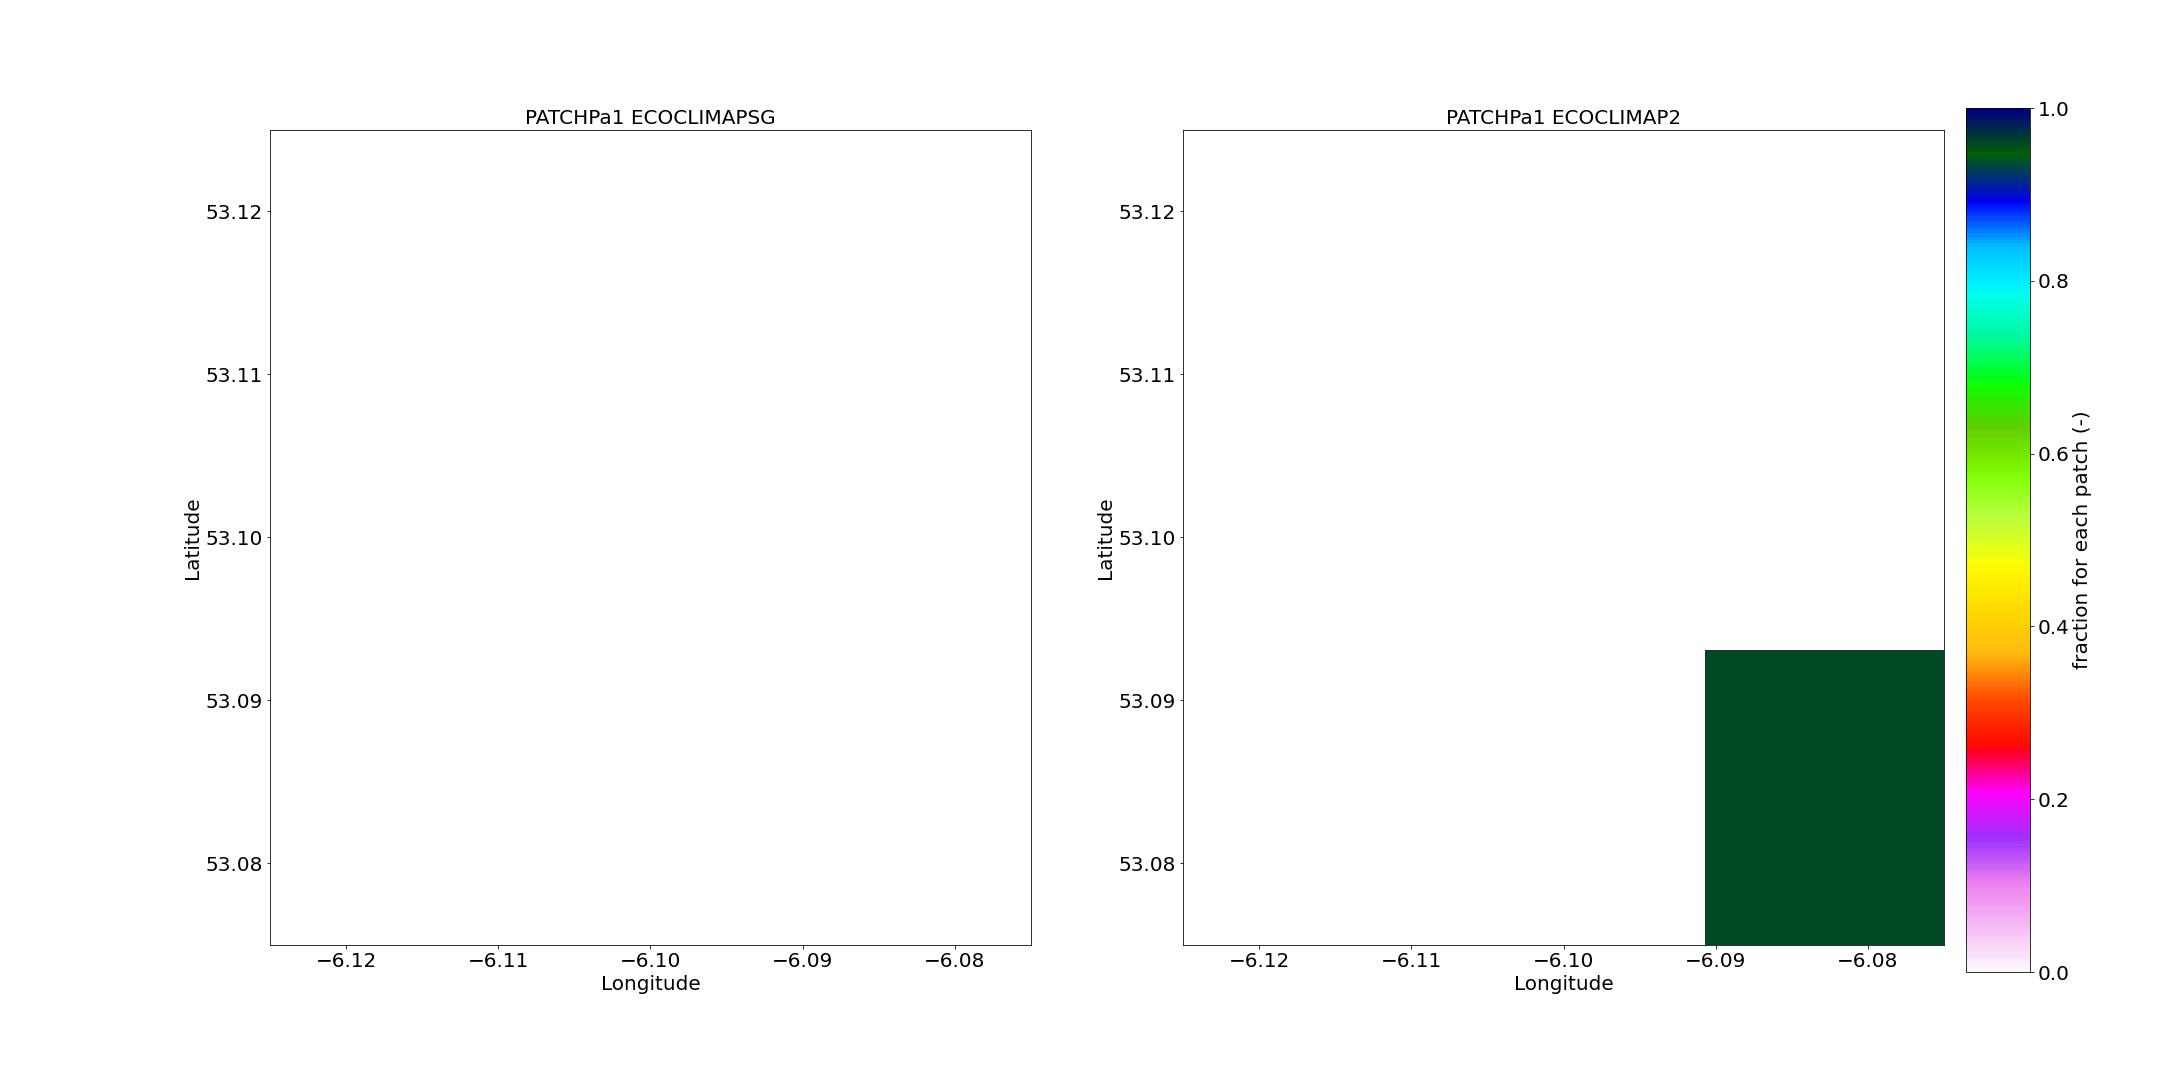 PATCHPa1 ECOCLIMAPSG
53.12
53.11
53.10
53.09
53.08
Latitude
−6.12 −6.11 −6.10 −6.09 −6.08
Longitude
PATCHPa1 ECOCLIMAP2
53.12
53.11
53.10
53.09
53.08
Latitude
−6.12 −6.11 −6.10 −6.09 −6.08
Longitude
1.0
0.8
0.6
0.4
0.2
0.0
fraction for each patch (-)